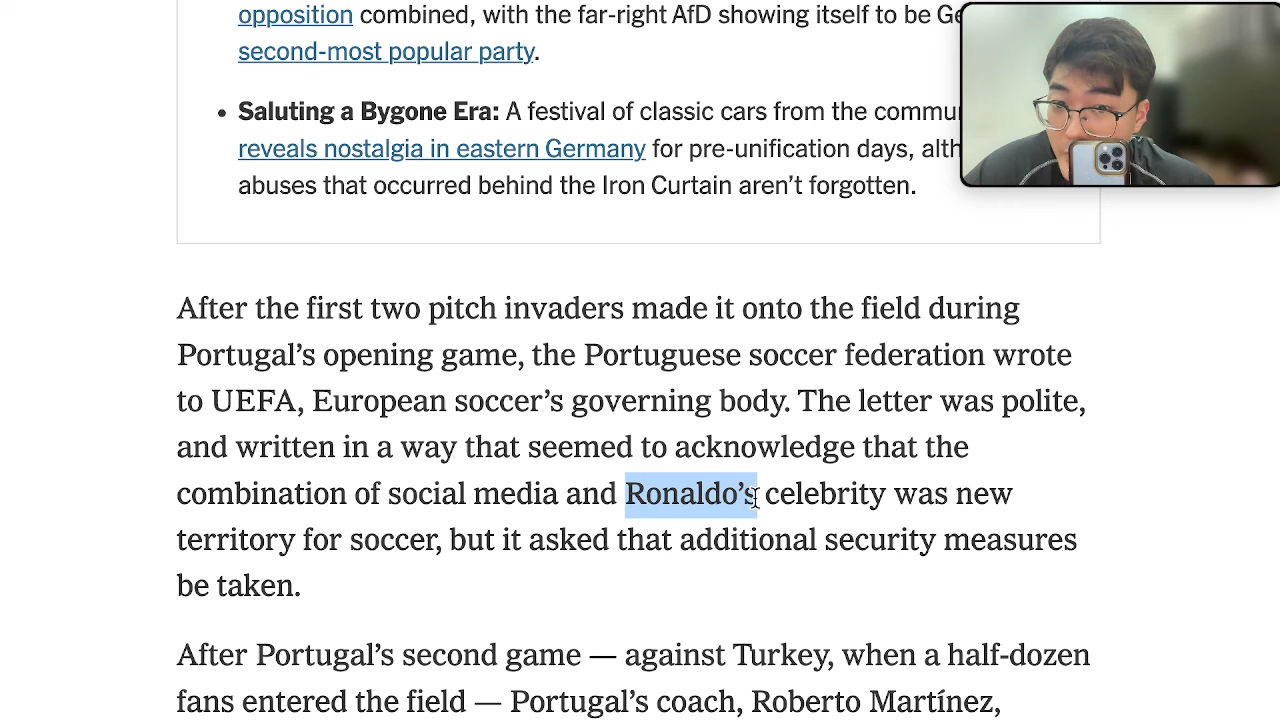 opposition combined, with the far-right AfD showing itself to be Ge
second-most popular party.
• Saluting a Bygone Era: A festival of classic cars from the commu
reveals nostalgia in eastern Germany for pre-unification days, alth
abuses that occurred behind the Iron Curtain aren’t forgotten.
After the first two pitch invaders made it onto the field during
Portugal’s opening game, the Portuguese soccer federation wrote
to UEFA, European soccer’s governing body. The letter was polite,
and written in a way that seemed to acknowledge that the
combination of social media and Ronaldo’s celebrity was new
territory for soccer, but it asked that additional security measures
be taken.
After Portugal’s second game — against Turkey, when a half-dozen
fans entered the field — Portugal’s coach, Roberto Martínez,